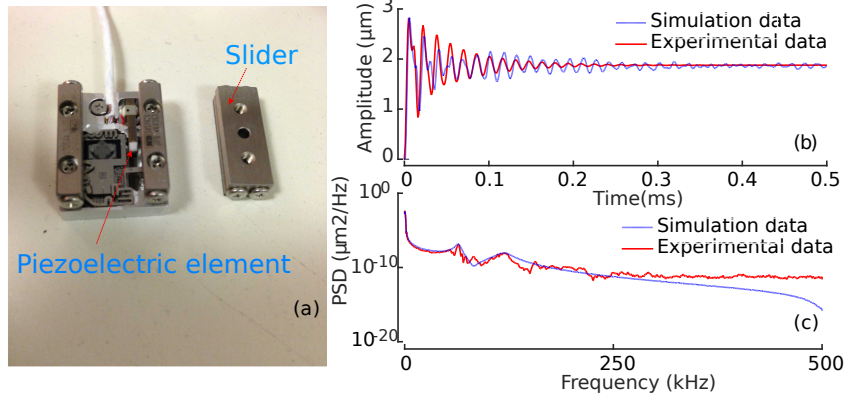 Slider
Piezoelectric element
(a)
Amplitude (μm)
3
2
1
0
Simulation data
Experimental data
(b)
0
0.1
0.2
0.3
0.4
0.5
Time(ms)
PSD (μm2/Hz)
10^0
10^-10
10^-20
Simulation data
Experimental data
(c)
0
250
500
Frequency (kHz)